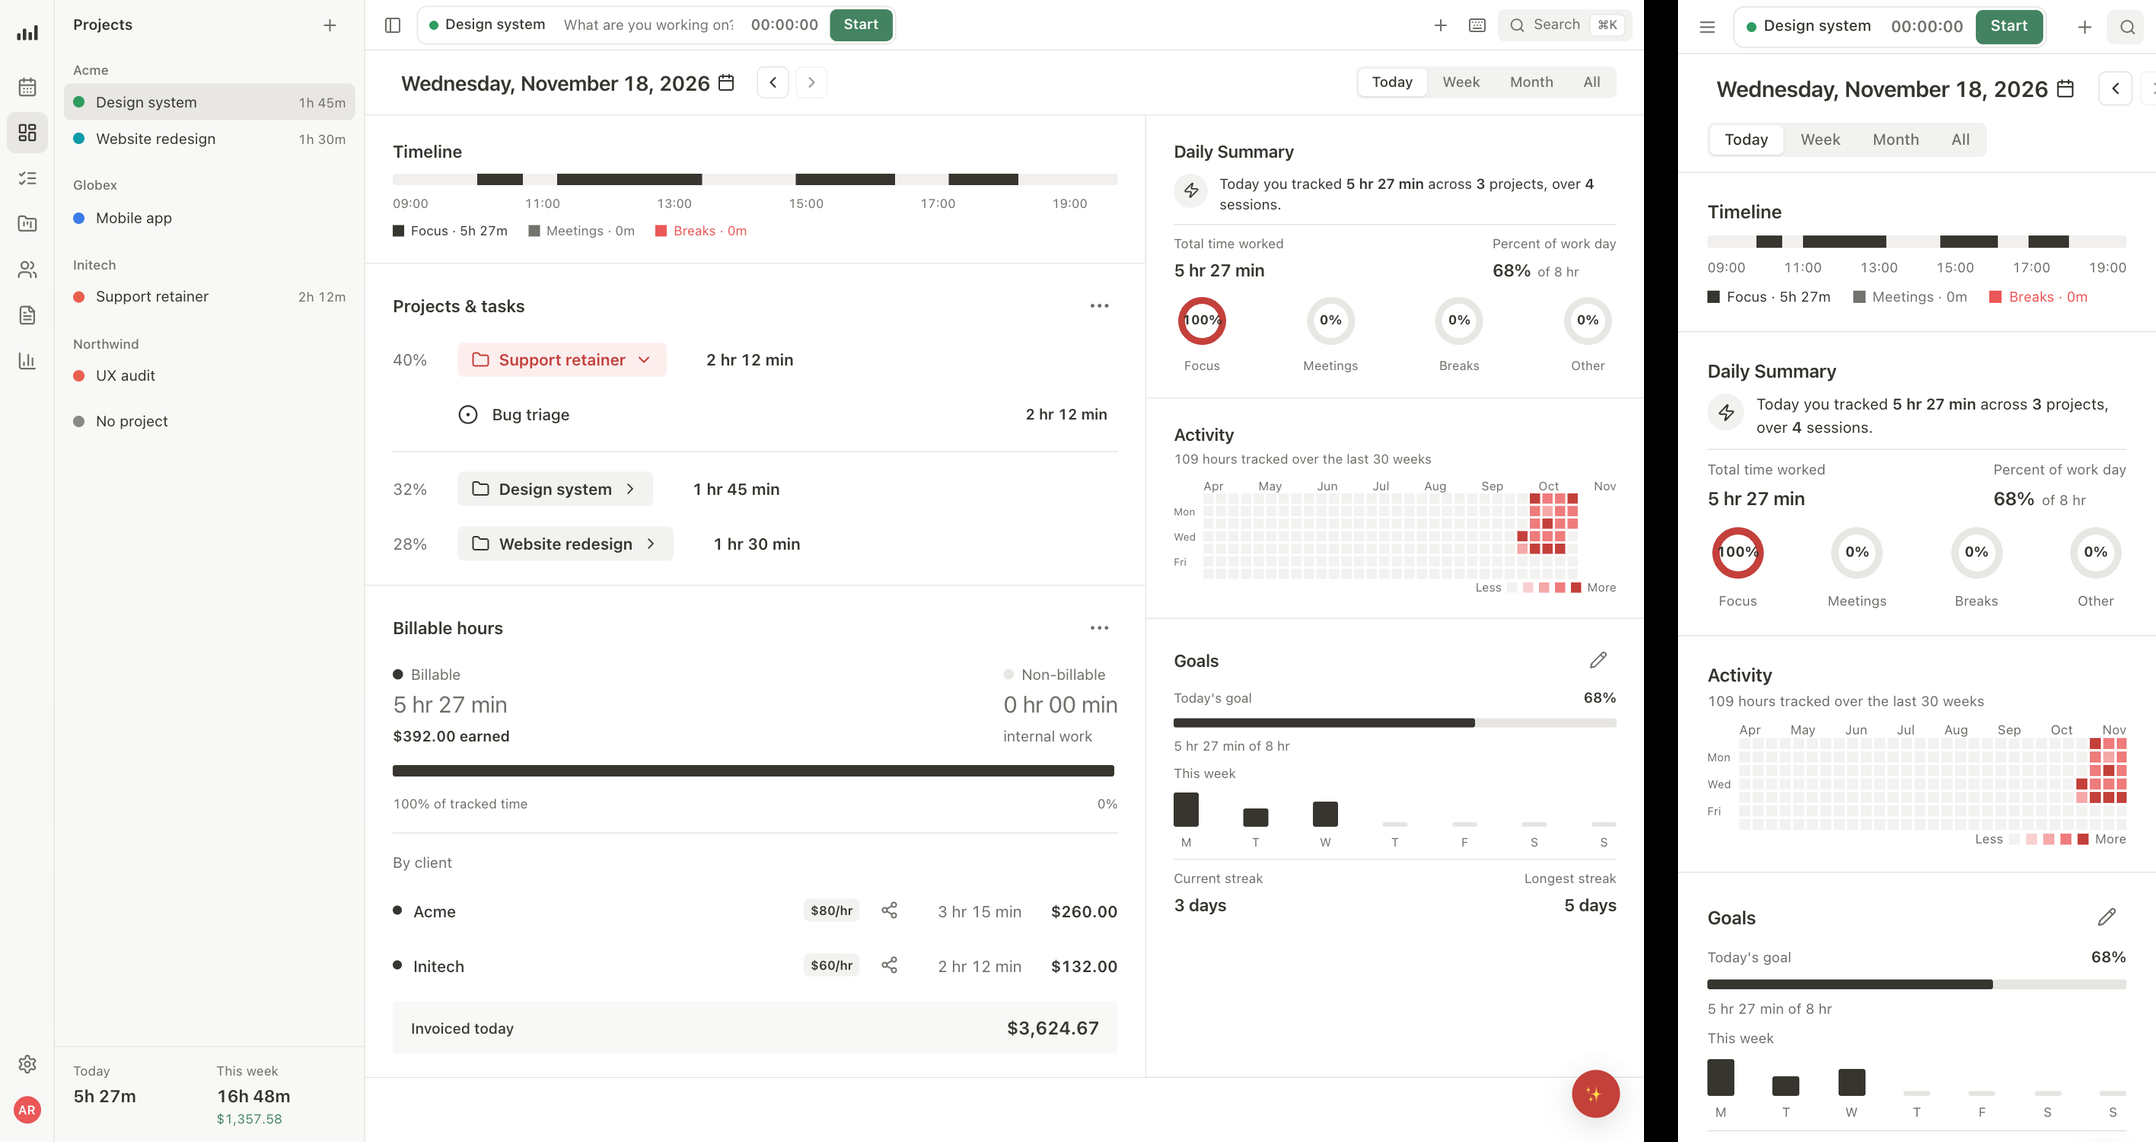 Projects
Acme
Design system 1h 45m
Website redesign 1h 30m
Globex
Mobile app
Initech
Support retainer 2h 12m
Northwind
UX audit
No project
Today This week
5h 27m 16h 48m
$1,357.58
AR
Design system What are you working on? 00:00:00 Start
Search ⌘K
Wednesday, November 18, 2026
Today Week Month All
Timeline
09:00 11:00 13:00 15:00 17:00 19:00
Focus · 5h 27m Meetings · 0m Breaks · 0m
Projects & tasks
40% Support retainer 2 hr 12 min
Bug triage 2 hr 12 min
32% Design system 1 hr 45 min
28% Website redesign 1 hr 30 min
Billable hours
Billable Non-billable
5 hr 27 min 0 hr 00 min
$392.00 earned internal work
100% of tracked time 0%
By client
Acme $80/hr 3 hr 15 min $260.00
Initech $60/hr 2 hr 12 min $132.00
Invoiced today $3,624.67
Daily Summary
Today you tracked 5 hr 27 min across 3 projects, over 4
sessions.
Total time worked Percent of work day
5 hr 27 min 68% of 8 hr
100% 0% 0% 0%
Focus Meetings Breaks Other
Activity
109 hours tracked over the last 30 weeks
Apr May Jun Jul Aug Sep Oct Nov
Mon
Wed
Fri
Less More
Goals
Today's goal 68%
5 hr 27 min of 8 hr
This week
M T W T F S S
Current streak Longest streak
3 days 5 days
Design system 00:00:00 Start
Wednesday, November 18, 2026
Today Week Month All
Timeline
09:00 11:00 13:00 15:00 17:00 19:00
Focus · 5h 27m Meetings · 0m Breaks · 0m
Daily Summary
Today you tracked 5 hr 27 min across 3 projects,
over 4 sessions.
Total time worked Percent of work day
5 hr 27 min 68% of 8 hr
100% 0% 0% 0%
Focus Meetings Breaks Other
Activity
109 hours tracked over the last 30 weeks
Apr May Jun Jul Aug Sep Oct Nov
Mon
Wed
Fri
Less More
Goals
Today's goal 68%
5 hr 27 min of 8 hr
This week
M T W T F S S